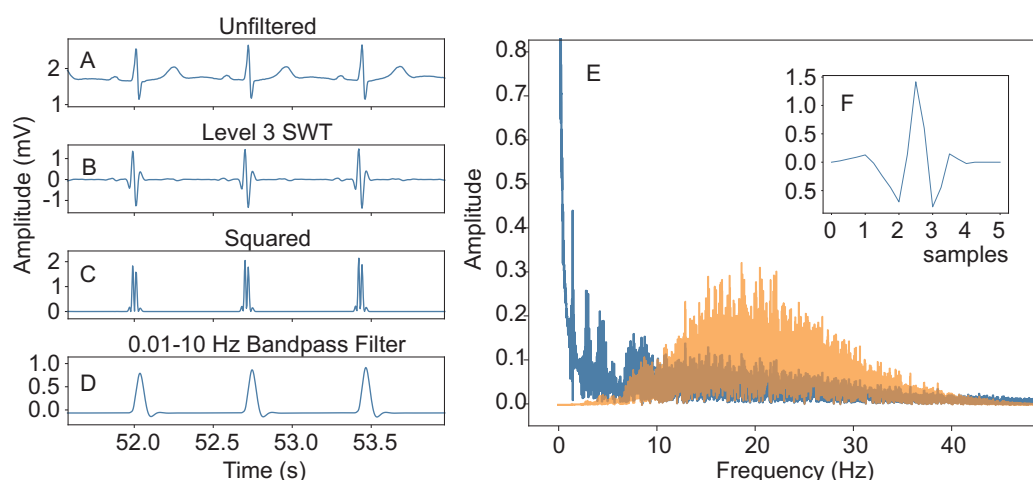 Unfiltered
A
2
1
Level 3 SWT
B
1
0
-1
Squared
C
2
1
0
0.01-10 Hz Bandpass Filter
D
1.0
0.5
0.0
52.0 52.5 53.0 53.5
Time (s)
Amplitude (mV)
E
0.8
0.7
0.6
0.5
0.4
0.3
0.2
0.1
0.0
Amplitude
0 10 20 30 40
Frequency (Hz)
F
1.5
1.0
0.5
0.0
0.5
0 1 2 3 4 5
samples